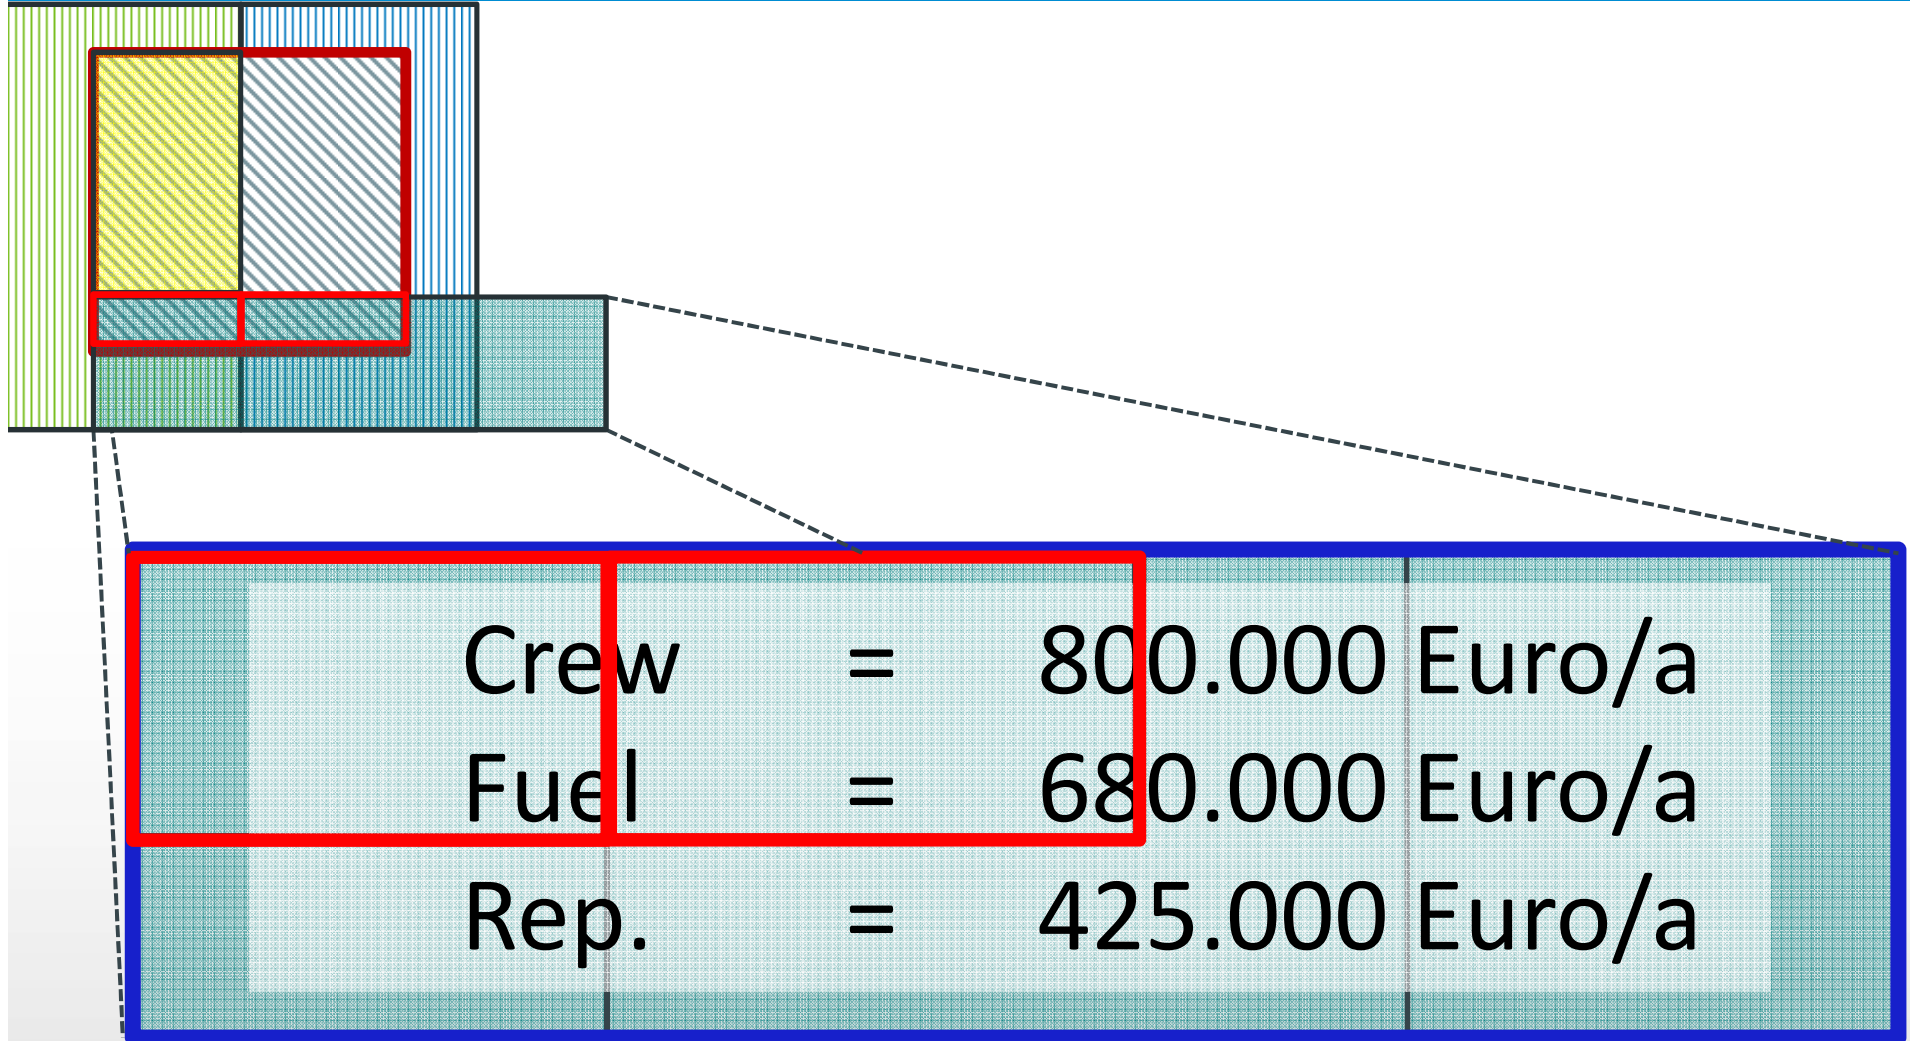 Crew = 800.000 Euro/a
Fuel = 680.000 Euro/a
Rep. = 425.000 Euro/a